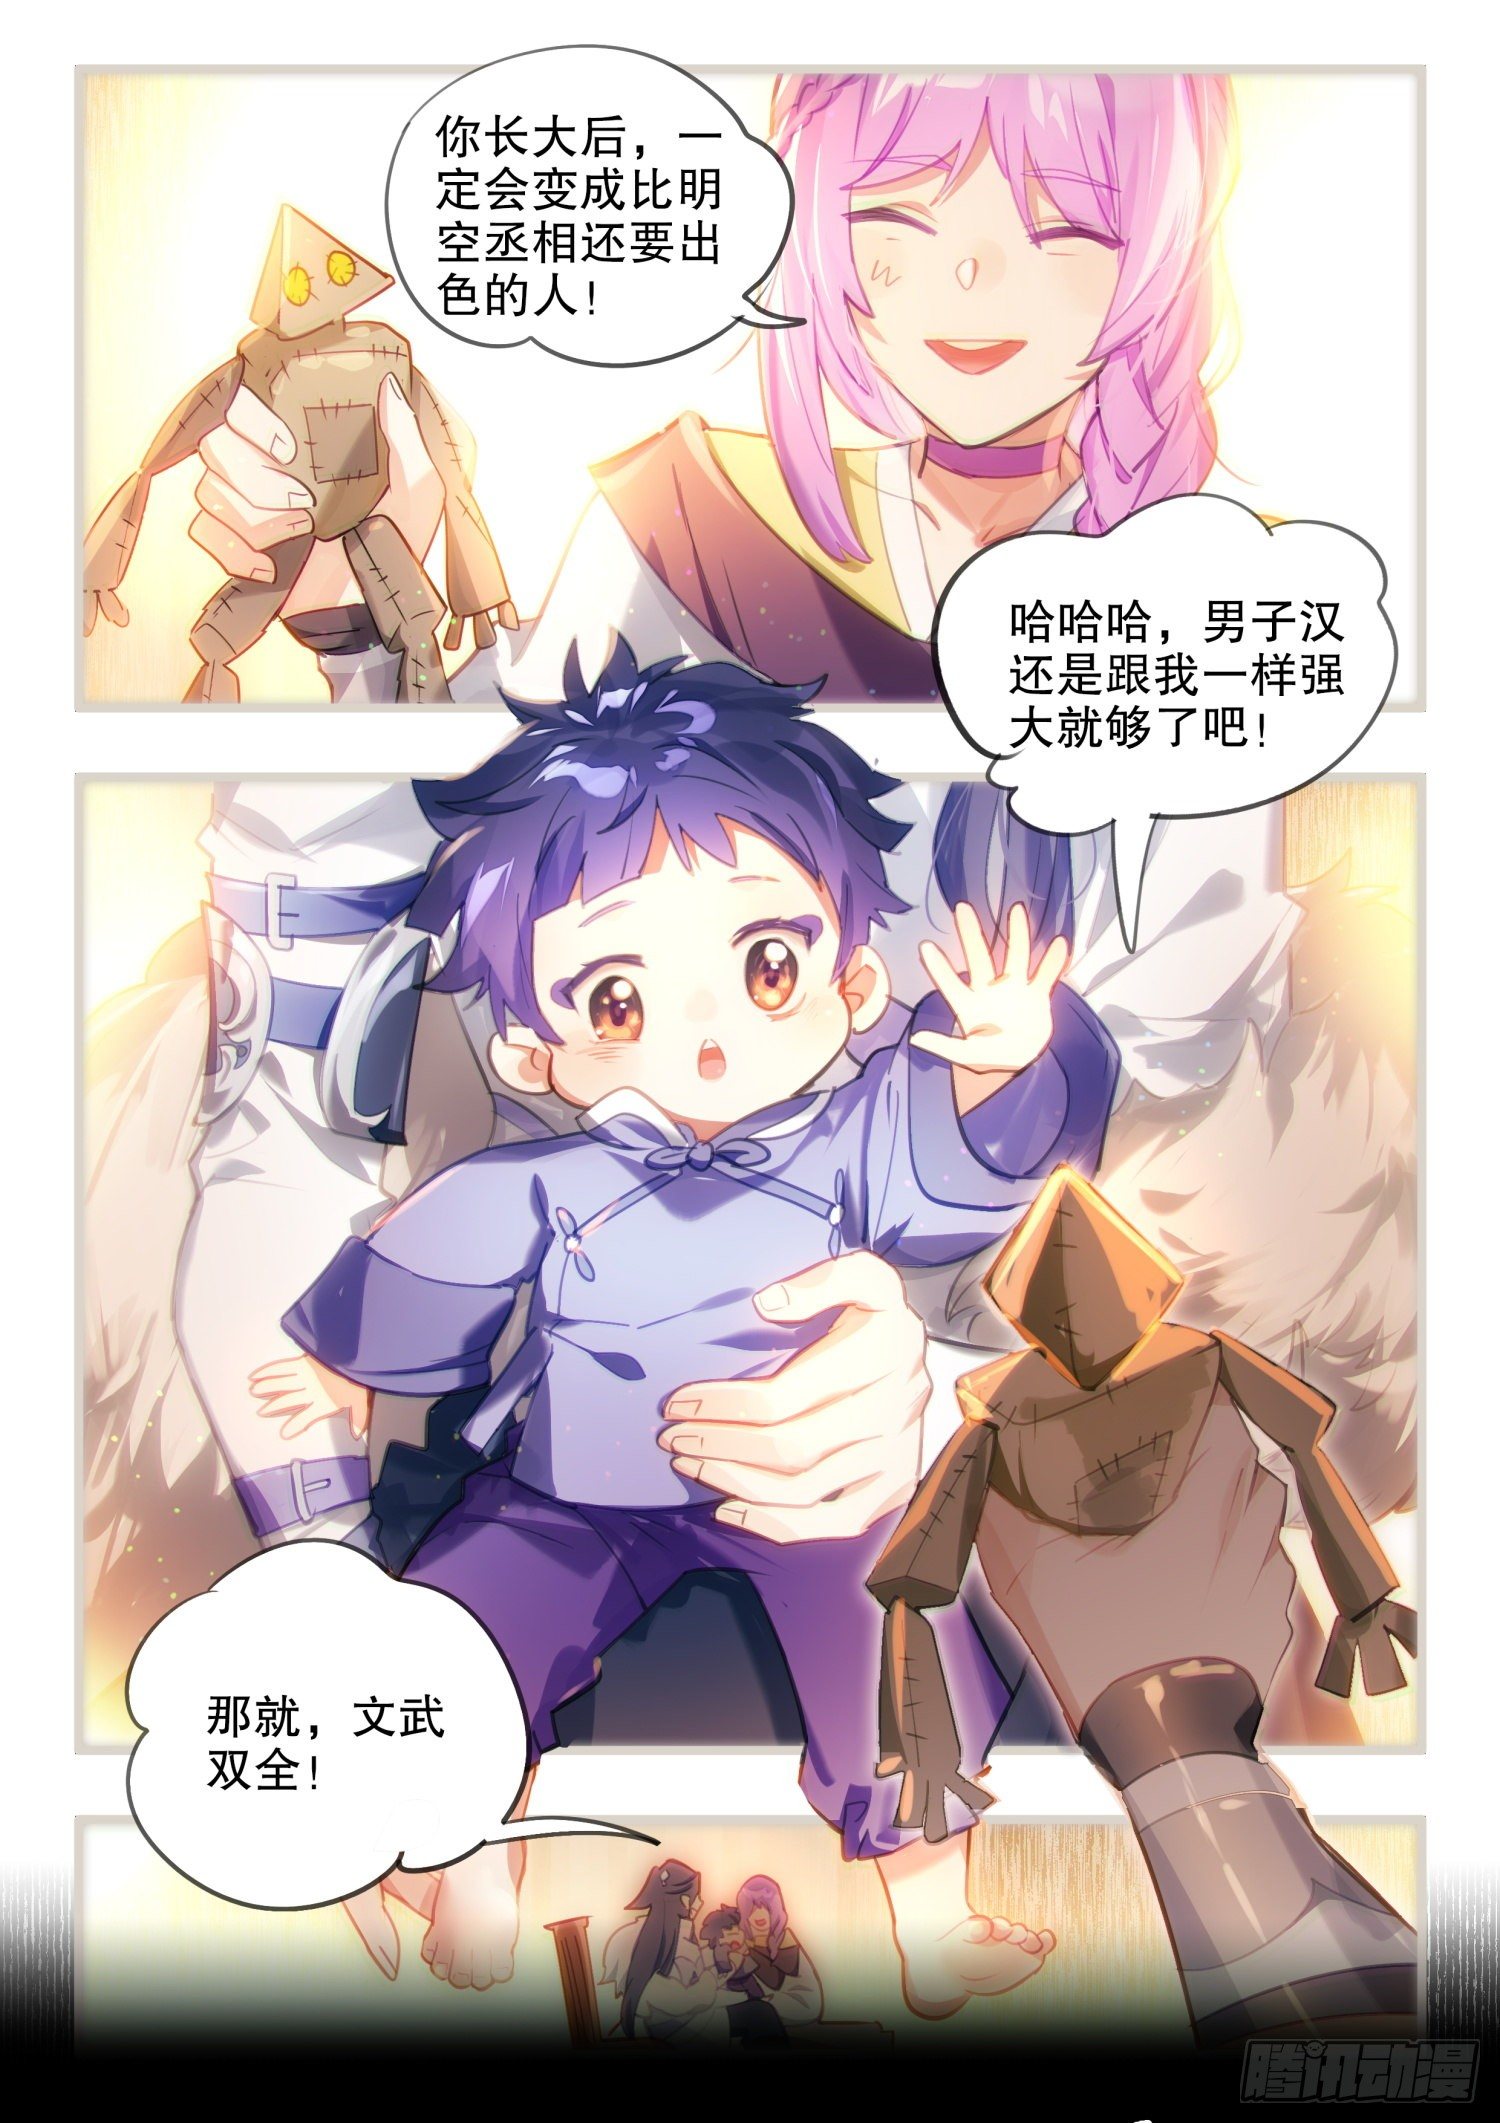 你长大后，一
定会变成比明
空丞相还要出
色的人！
哈哈哈，男子汉
还是跟我一样强
大就够了吧！
那就，文武
双全！
腾讯动漫